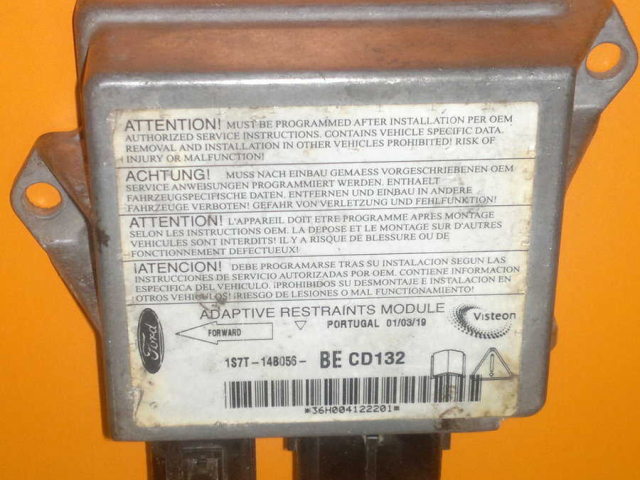 ATTENTION! MUST BE PROGRAMMED AFTER INSTALLATION PER OEM
AUTHORIZED SERVICE INSTRUCTIONS. CONTAINS VEHICLE SPECIFIC DATA.
REMOVAL AND INSTALLATION IN OTHER VEHICLES PROHIBITED! RISK OF
INJURY OR MALFUNCTION!
ACHTUNG! MUSS NACH EINBAU GEMAESS VORGESCHRIEBENEN OEM
SERVICE ANWEISUNGEN PROGRAMMIERT WERDEN. ENTHAELT
FAHRZEUGSPEZIFISCHE DATEN. ENTFERNEN UND EINBAU IN ANDERE
FAHRZEUGE VERBOTEN! GEFAHR VON VERLETZUNG UND FEHLFUNKTION!
ATTENTION! L'APPAREIL DOIT ETRE PROGRAMME APRES MONTAGE
SELON LES INSTRUCTIONS OEM. LA DEPOSE ET LE MONTAGE SUR D'AUTRES
VEHICULES SONT INTERDITS! IL Y A RISQUE DE BLESSURE OU DE
FONCTIONNEMENT DEFECTUEUX!
¡ATENCION! DEBE PROGRAMARSE TRAS SU INSTALACION SEGUN LAS
INSTRUCCIONES DE SERVICIO AUTORIZADAS POR OEM. CONTIENE INFORMACION
ESPECIFICA DEL VEHICULO. ¡PROHIBIDOS SU DESMONTAJE E INSTALACION EN
OTROS VEHICULOS! ¡RIESGO DE LESIONES O MAL FUNCIONAMIENTO!
ADAPTIVE RESTRAINTS MODULE
Ford FORWARD PORTUGAL 01/03/19 Visteon
1S7T-14B056- BE CD132
*36H004122201*